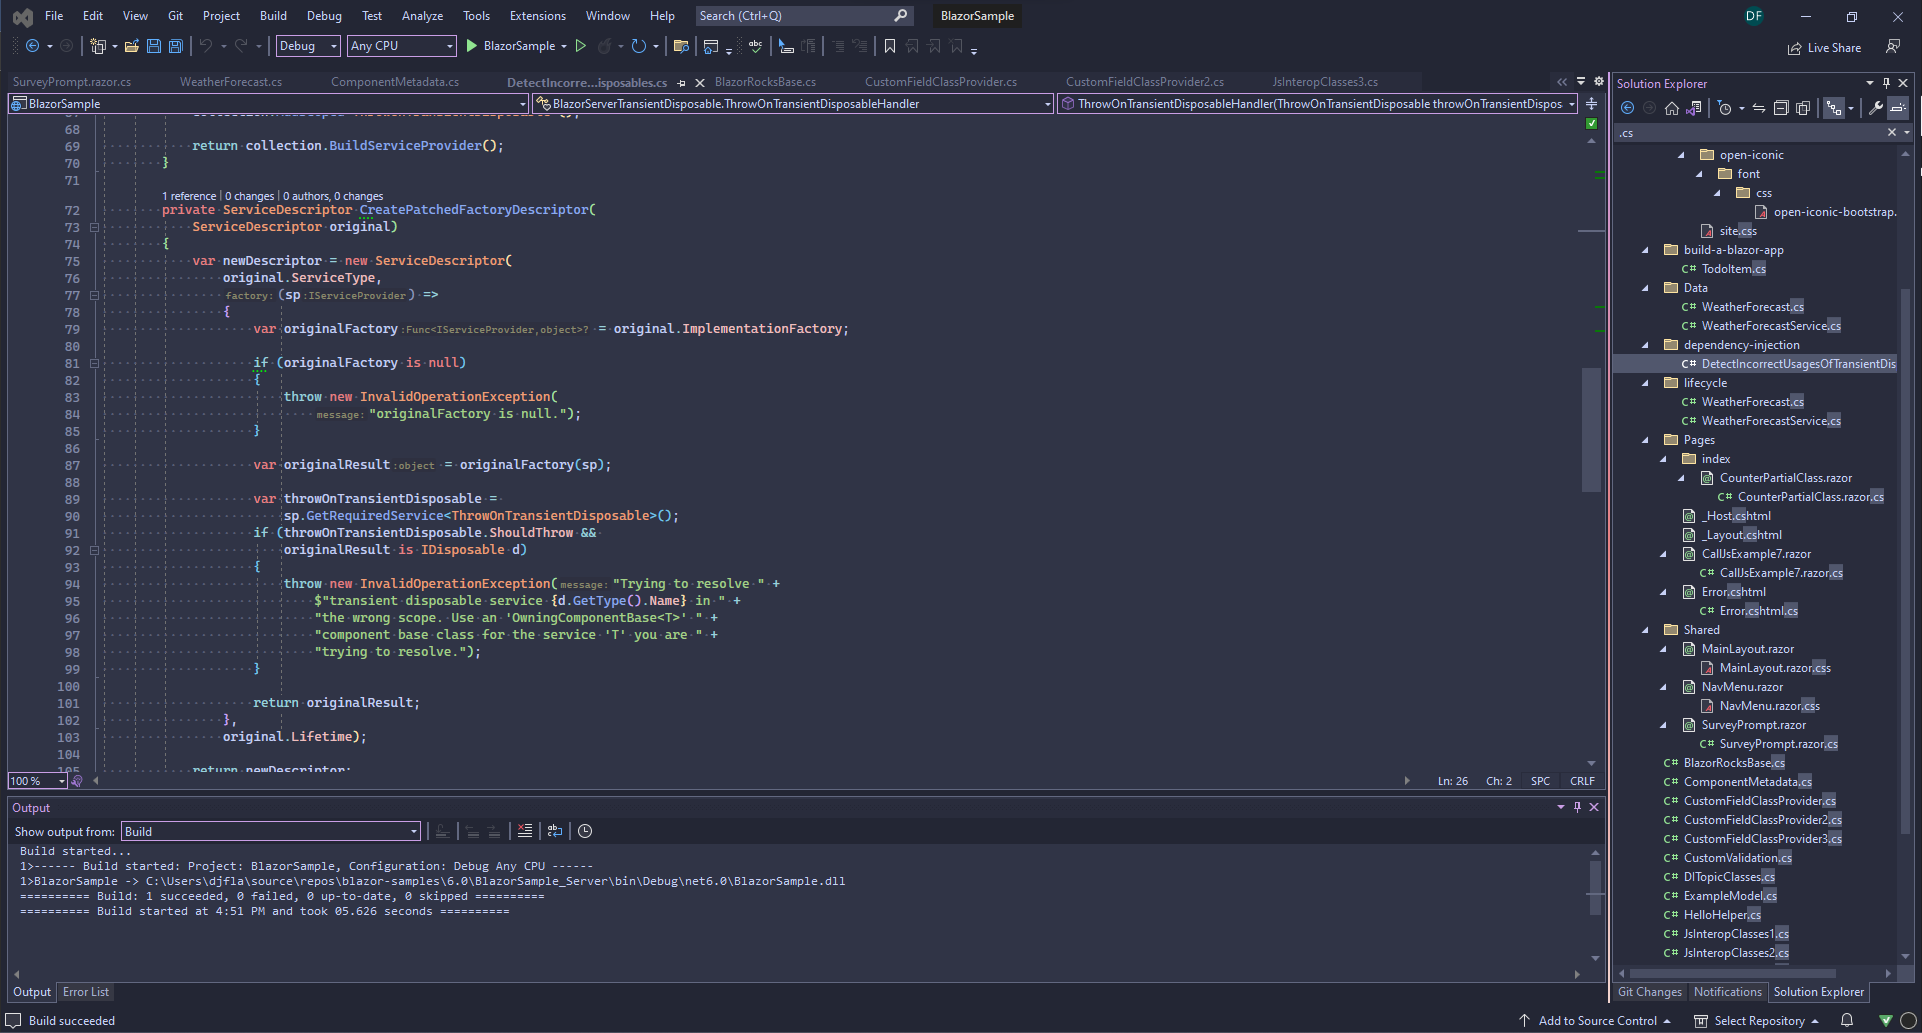 File Edit View Git Project Build Debug Test Analyze Tools Extensions Window Help Search (Ctrl+Q) BlazorSample DF
Debug Any CPU BlazorSample Live Share
SurveyPrompt.razor.cs WeatherForecast.cs ComponentMetadata.cs DetectIncorre...isposables.cs BlazorRocksBase.cs CustomFieldClassProvider.cs CustomFieldClassProvider2.cs JsInteropClasses3.cs
BlazorSample BlazorServerTransientDisposable.ThrowOnTransientDisposableHandler ThrowOnTransientDisposableHandler(ThrowOnTransientDisposable throwOnTransientDispos
68
69 return collection.BuildServiceProvider();
70 }
71
1 reference | 0 changes | 0 authors, 0 changes
72 private ServiceDescriptor CreatePatchedFactoryDescriptor(
73 ServiceDescriptor original)
74 {
75 var newDescriptor = new ServiceDescriptor(
76 original.ServiceType,
77 factory: (sp :IServiceProvider) =>
78 {
79 var originalFactory :Func<IServiceProvider,object>? = original.ImplementationFactory;
80
81 if (originalFactory is null)
82 {
83 throw new InvalidOperationException(
84 message: "originalFactory is null.");
85 }
86
87 var originalResult :object = originalFactory(sp);
88
89 var throwOnTransientDisposable =
90 sp.GetRequiredService<ThrowOnTransientDisposable>();
91 if (throwOnTransientDisposable.ShouldThrow &&
92 originalResult is IDisposable d)
93 {
94 throw new InvalidOperationException( message: "Trying to resolve " +
95 $"transient disposable service {d.GetType().Name} in " +
96 "the wrong scope. Use an 'OwningComponentBase<T>' " +
97 "component base class for the service 'T' you are " +
98 "trying to resolve.");
99 }
100
101 return originalResult;
102 },
103 original.Lifetime);
104
105 return newDescriptor;
100 % Ln: 26 Ch: 2 SPC CRLF
Output
Show output from: Build
Build started...
1>------ Build started: Project: BlazorSample, Configuration: Debug Any CPU ------
1>BlazorSample -> C:\Users\djfla\source\repos\blazor-samples\6.0\BlazorSample_Server\bin\Debug\net6.0\BlazorSample.dll
========== Build: 1 succeeded, 0 failed, 0 up-to-date, 0 skipped ==========
========== Build started at 4:51 PM and took 05.626 seconds ==========
Output Error List
Build succeeded
Solution Explorer
.cs
open-iconic
font
css
open-iconic-bootstrap.
site.css
build-a-blazor-app
C# TodoItem.cs
Data
C# WeatherForecast.cs
C# WeatherForecastService.cs
dependency-injection
C# DetectIncorrectUsagesOfTransientDis
lifecycle
C# WeatherForecast.cs
C# WeatherForecastService.cs
Pages
index
CounterPartialClass.razor
C# CounterPartialClass.razor.cs
_Host.cshtml
_Layout.cshtml
CallJsExample7.razor
C# CallJsExample7.razor.cs
Error.cshtml
C# Error.cshtml.cs
Shared
MainLayout.razor
MainLayout.razor.css
NavMenu.razor
NavMenu.razor.css
SurveyPrompt.razor
C# SurveyPrompt.razor.cs
C# BlazorRocksBase.cs
C# ComponentMetadata.cs
C# CustomFieldClassProvider.cs
C# CustomFieldClassProvider2.cs
C# CustomFieldClassProvider3.cs
C# CustomValidation.cs
C# DITopicClasses.cs
C# ExampleModel.cs
C# HelloHelper.cs
C# JsInteropClasses1.cs
C# JsInteropClasses2.cs
Git Changes Notifications Solution Explorer
Add to Source Control Select Repository